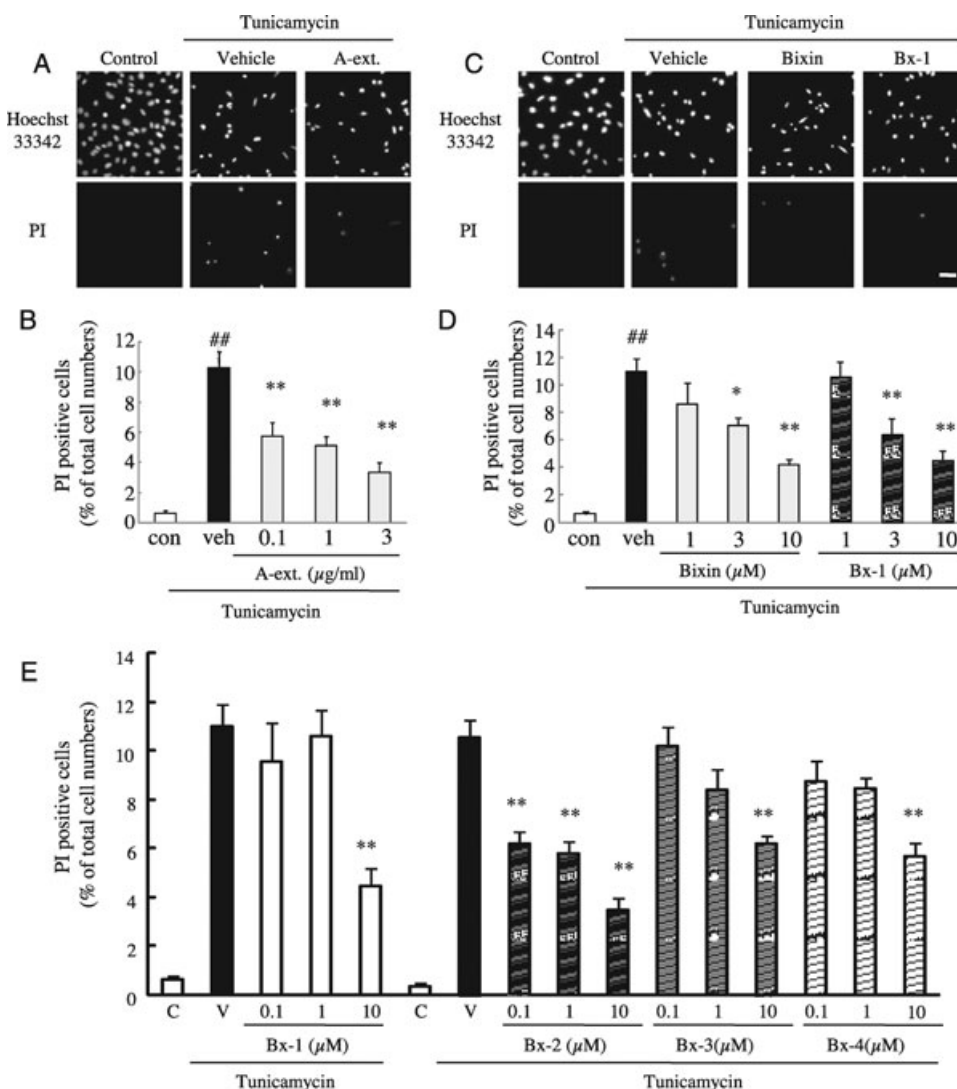 Tunicamycin
A
Control Vehicle A-ext.
Hoechst
33342
PI
Tunicamycin
C
Control Vehicle Bixin Bx-1
Hoechst
33342
PI
B
PI positive cells
(% of total cell numbers)
12
10
8
6
4
2
0
##
**
**
**
con veh 0.1 1 3
A-ext. (µg/ml)
Tunicamycin
D
PI positive cells
(% of total cell numbers)
14
12
10
8
6
4
2
0
##
*
**
**
**
con veh 1 3 10 1 3 10
Bixin (µM) Bx-1 (µM)
Tunicamycin
E
PI positive cells
(% of total cell numbers)
14
12
10
8
6
4
2
0
**
**
**
**
**
**
C V 0.1 1 10 C V 0.1 1 10 0.1 1 10 0.1 1 10
Bx-1 (µM) Bx-2 (µM) Bx-3(µM) Bx-4(µM)
Tunicamycin Tunicamycin